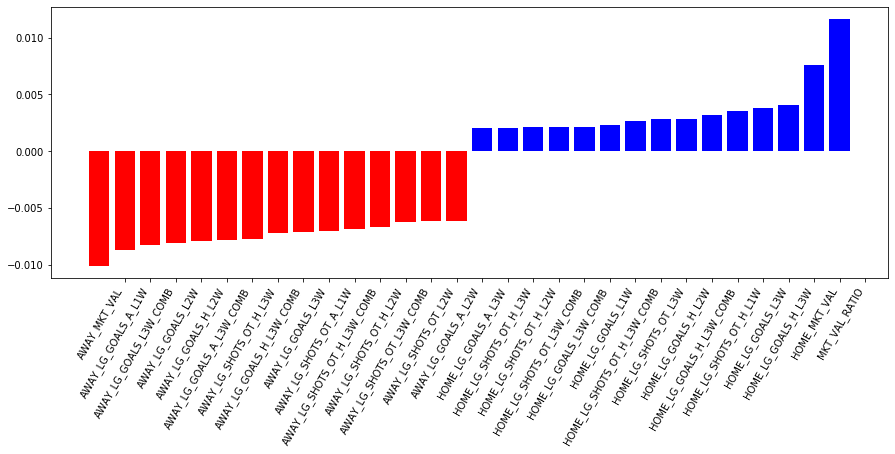 0.010
0.005
0.000
−0.005
−0.010
AWAY_MKT_VAL
AWAY_LG_GOALS_A_L1W
AWAY_LG_GOALS_L3W_COMB
AWAY_LG_GOALS_L2W
AWAY_LG_GOALS_H_L2W
AWAY_LG_GOALS_A_L3W_COMB
AWAY_LG_SHOTS_OT_H_L3W
AWAY_LG_GOALS_H_L3W_COMB
AWAY_LG_GOALS_L3W
AWAY_LG_SHOTS_OT_A_L1W
AWAY_LG_SHOTS_OT_H_L3W_COMB
AWAY_LG_SHOTS_OT_H_L2W
AWAY_LG_SHOTS_OT_L3W_COMB
AWAY_LG_SHOTS_OT_L2W
AWAY_LG_GOALS_A_L2W
HOME_LG_GOALS_A_L3W
HOME_LG_SHOTS_OT_H_L3W
HOME_LG_SHOTS_OT_H_L2W
HOME_LG_SHOTS_OT_L3W_COMB
HOME_LG_GOALS_L3W_COMB
HOME_LG_GOALS_L1W
HOME_LG_SHOTS_OT_H_L3W_COMB
HOME_LG_SHOTS_OT_L3W
HOME_LG_GOALS_H_L2W
HOME_LG_GOALS_H_L3W_COMB
HOME_LG_SHOTS_OT_H_L1W
HOME_LG_GOALS_L3W
HOME_LG_GOALS_H_L3W
HOME_MKT_VAL
MKT_VAL_RATIO